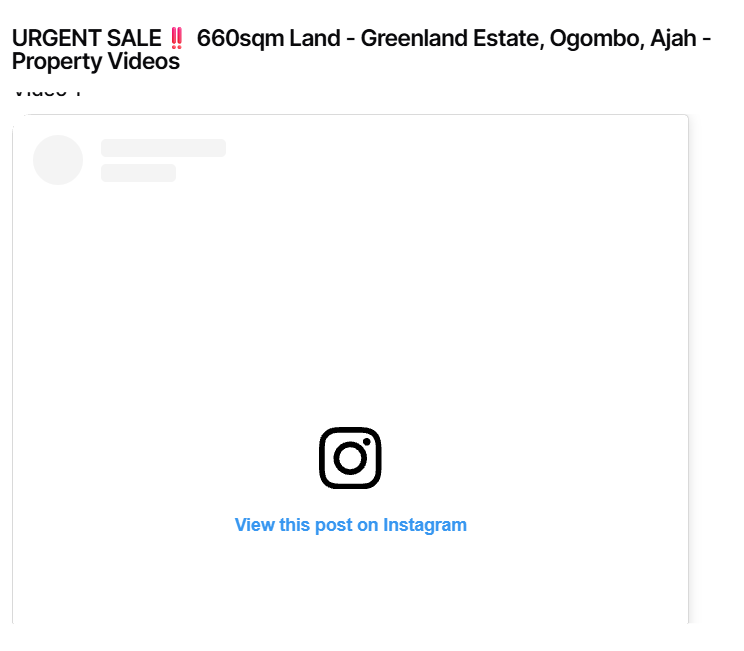 URGENT SALE ‼️ 660sqm Land - Greenland Estate, Ogombo, Ajah -
Property Videos
Video 1
View this post on Instagram